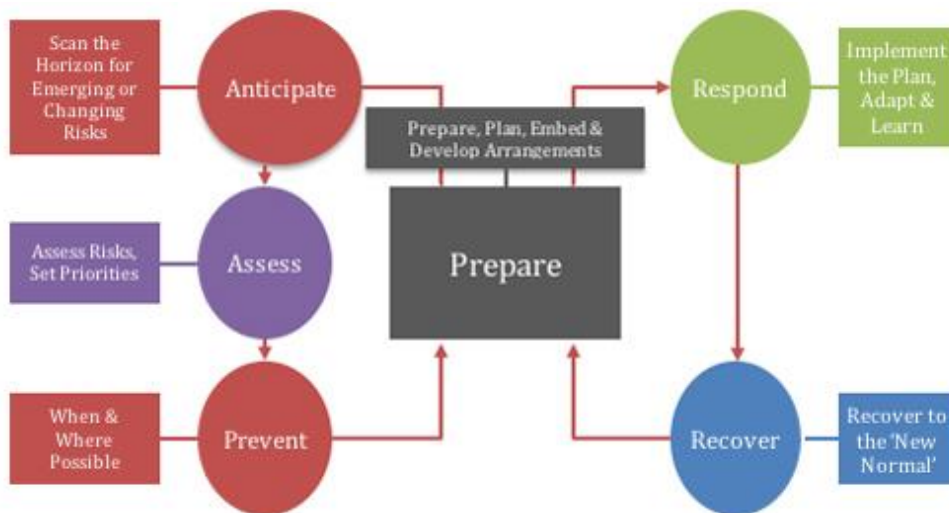 Scan the
Horizon for
Emerging or
Changing
Risks
Anticipate
Assess Risks,
Set Priorities
Assess
When &
Where
Possible
Prevent
Prepare, Plan, Embed &
Develop Arrangements
Prepare
Respond
Implement
the Plan,
Adapt &
Learn
Recover
Recover to
the ‘New
Normal’